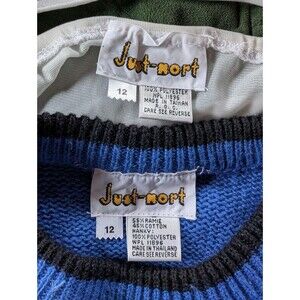 Just-mort
12
100% POLYESTER
WPL 11896
MADE IN TAIWAN
R.O.C.
CARE SEE REVERSE
Just-mort
12
55% RAMIE
45% COTTON
HANKY:
100% POLYESTER
WPL 11896
MADE IN THAILAND
CARE/SEE REVERSE